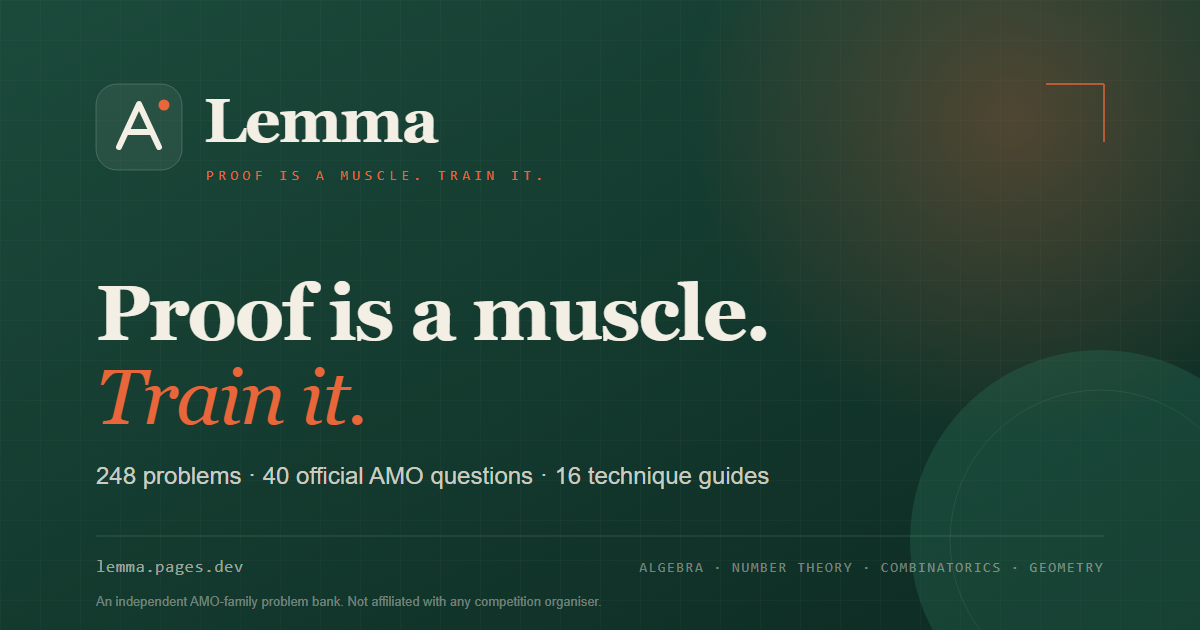 A
Lemma
PROOF IS A MUSCLE. TRAIN IT.
Proof is a muscle.
Train it.
248 problems · 40 official AMO questions · 16 technique guides
lemma.pages.dev
ALGEBRA · NUMBER THEORY · COMBINATORICS · GEOMETRY
An independent AMO-family problem bank. Not affiliated with any competition organiser.